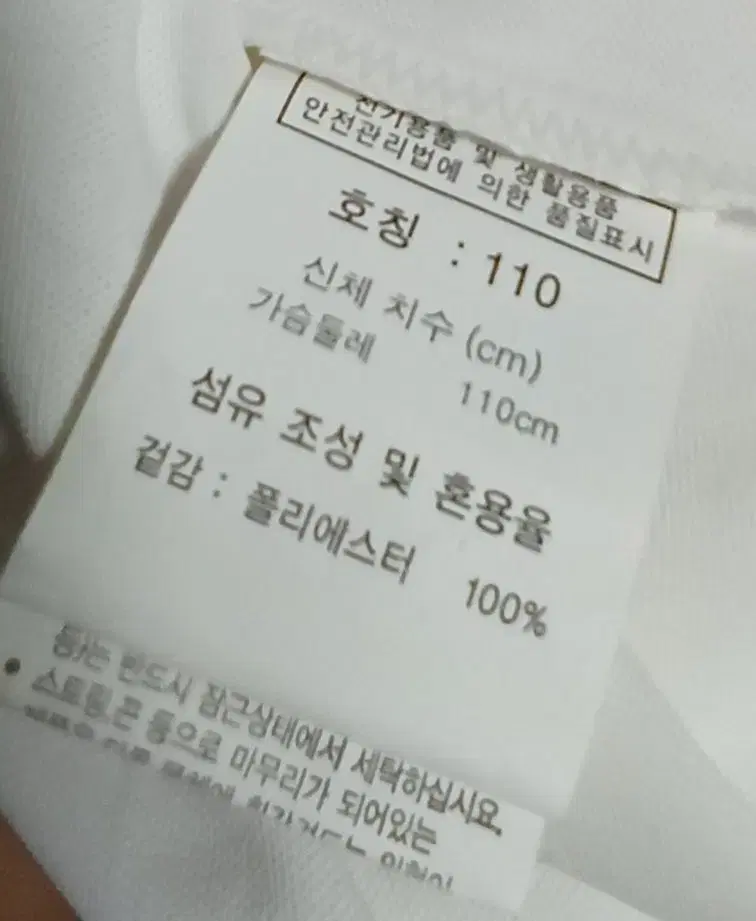 전기용품 및 생활용품
안전관리법에 의한 품질표시
호칭 : 110
신체 치수 (cm)
가슴둘레 110cm
섬유 조성 및 혼용율
겉감 : 폴리에스터 100%
등)는 반드시 잠근상태에서 세탁하십시요.
• 스트링,끈 등으로 마무리가 되어있는